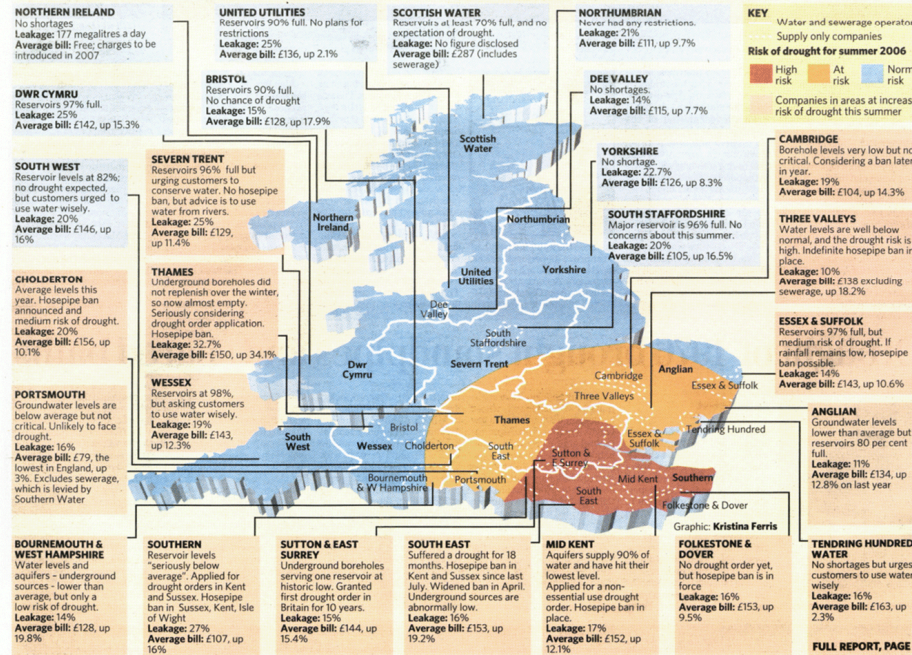 NORTHERN IRELAND
No shortages
Leakage: 177 megalitres a day
Average bill: Free; charges to be
introduced in 2007
UNITED UTILITIES
Reservoirs 90% full. No plans for
restrictions
Leakage: 25%
Average bill: £136, up 2.1%
SCOTTISH WATER
Reservoirs at least 70% full, and no
expectation of drought.
Leakage: No figure disclosed
Average bill: £287 (includes
sewerage)
NORTHUMBRIAN
Never had any restrictions.
Leakage: 21%
Average bill: £111, up 9.7%
KEY
Water and sewerage operator
Supply only companies
Risk of drought for summer 2006
High
risk
At
risk
Norm
risk
Companies in areas at increas
risk of drought this summer
DWR CYMRU
Reservoirs 97% full.
Leakage: 25%
Average bill: £142, up 15.3%
BRISTOL
Reservoirs 90% full.
No chance of drought
Leakage: 15%
Average bill: £128, up 17.9%
DEE VALLEY
No shortages.
Leakage: 14%
Average bill: £115, up 7.7%
SOUTH WEST
Reservoir levels at 82%;
no drought expected,
but customers urged to
use water wisely.
Leakage: 20%
Average bill: £146, up
16%
SEVERN TRENT
Reservoirs 96% full but
urging customers to
conserve water. No hosepipe
ban, but advice is to use
water from rivers.
Leakage: 25%
Average bill: £129,
up 11.4%
YORKSHIRE
No shortage.
Leakage: 22.7%
Average bill: £126, up 8.3%
CAMBRIDGE
Borehole levels very low but no
critical. Considering a ban later
in year.
Leakage: 19%
Average bill: £104, up 14.3%
SOUTH STAFFORDSHIRE
Major reservoir is 96% full. No
concerns about this summer.
Leakage: 20%
Average bill: £105, up 16.5%
THREE VALLEYS
Water levels are well below
normal, and the drought risk is
high. Indefinite hosepipe ban in
place.
Leakage: 10%
Average bill: £138 excluding
sewerage, up 18.2%
CHOLDERTON
Average levels this
year. Hosepipe ban
announced and
medium risk of drought.
Leakage: 20%
Average bill: £156, up
10.1%
THAMES
Underground boreholes did
not replenish over the winter,
so now almost empty.
Seriously considering
drought order application.
Hosepipe ban.
Leakage: 32.7%
Average bill: £150, up 34.1%
ESSEX & SUFFOLK
Reservoirs 97% full, but
medium risk of drought. If
rainfall remains low, hosepipe
ban possible.
Leakage: 14%
Average bill: £143, up 10.6%
PORTSMOUTH
Groundwater levels are
below average but not
critical. Unlikely to face
drought.
Leakage: 16%
Average bill: £79, the
lowest in England, up
3%. Excludes sewerage,
which is levied by
Southern Water
WESSEX
Reservoirs at 98%,
but asking customers
to use water wisely.
Leakage: 19%
Average bill: £143,
up 12.3%
ANGLIAN
Groundwater levels
lower than average but
reservoirs 80 per cent
full.
Leakage: 11%
Average bill: £134, up
12.8% on last year
Scottish
Water
Northern
Ireland
Northumbrian
Yorkshire
United
Utilities
Dee
Valley
South
Staffordshire
Dwr
Cymru
Severn Trent
Cambridge
Anglian
Essex & Suffolk
Three Valleys
Thames
Tendring Hundred
Essex &
Suffolk
Bristol
South
West
Wessex
Cholderton
South
East
Sutton &
E Surrey
Bournemouth
& W Hampshire
Portsmouth
Mid Kent
Southern
South
East
Folkestone & Dover
Graphic: Kristina Ferris
BOURNEMOUTH &
WEST HAMPSHIRE
Water levels and
aquifers - underground
sources - lower than
average, but only a
low risk of drought.
Leakage: 14%
Average bill: £128, up
19.8%
SOUTHERN
Reservoir levels
"seriously below
average". Applied for
drought orders in Kent
and Sussex. Hosepipe
ban in Sussex, Kent, Isle
of Wight
Leakage: 27%
Average bill: £107, up
16%
SUTTON & EAST
SURREY
Underground boreholes
serving one reservoir at
historic low. Granted
first drought order in
Britain for 10 years.
Leakage: 15%
Average bill: £144, up
15.4%
SOUTH EAST
Suffered a drought for 18
months. Hosepipe ban in
Kent and Sussex since last
July. Widened ban in April.
Underground sources are
abnormally low.
Leakage: 16%
Average bill: £153, up
19.2%
MID KENT
Aquifers supply 90% of
water and have hit their
lowest level.
Applied for a non-
essential use drought
order. Hosepipe ban in
place.
Leakage: 17%
Average bill: £152, up
12.1%
FOLKESTONE &
DOVER
No drought order yet,
but hosepipe ban is in
force
Leakage: 16%
Average bill: £153, up
9.5%
TENDRING HUNDRED
WATER
No shortages but urges
customers to use water
wisely
Leakage: 16%
Average bill: £163, up
2.3%
FULL REPORT, PAGE